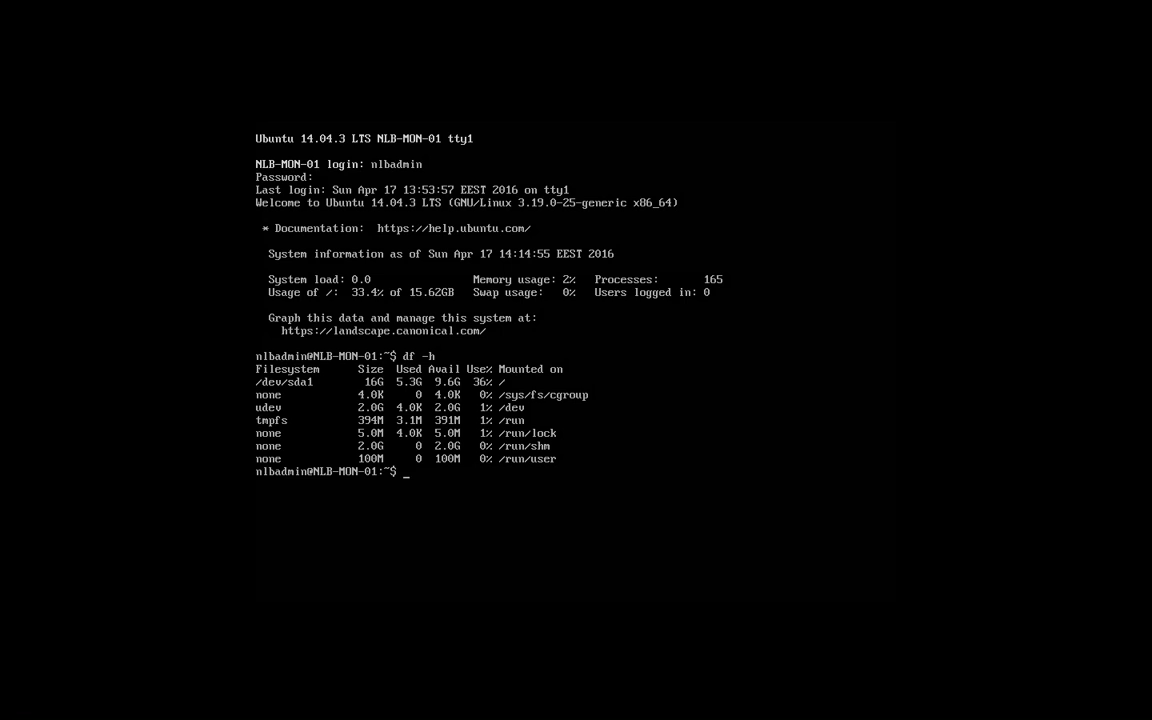 Ubuntu 14.04.3 LTS NLB-MON-01 tty1
NLB-MON-01 login: nlbadmin
Password:
Last login: Sun Apr 17 13:53:57 EEST 2016 on tty1
Welcome to Ubuntu 14.04.3 LTS (GNU/Linux 3.19.0-25-generic x86_64)
* Documentation:  https://help.ubuntu.com/
System information as of Sun Apr 17 14:14:55 EEST 2016
System load: 0.0                Memory usage: 2%   Processes:       165
Usage of /:  33.4% of 15.62GB   Swap usage:   0%   Users logged in: 0
Graph this data and manage this system at:
https://landscape.canonical.com/
nlbadmin@NLB-MON-01:~$ df -h
Filesystem      Size  Used Avail Use% Mounted on
/dev/sda1        16G  5.3G  9.6G  36% /
none            4.0K     0  4.0K   0% /sys/fs/cgroup
udev            2.0G  4.0K  2.0G   1% /dev
tmpfs           394M  3.1M  391M   1% /run
none            5.0M  4.0K  5.0M   1% /run/lock
none            2.0G     0  2.0G   0% /run/shm
none            100M     0  100M   0% /run/user
nlbadmin@NLB-MON-01:~$ _